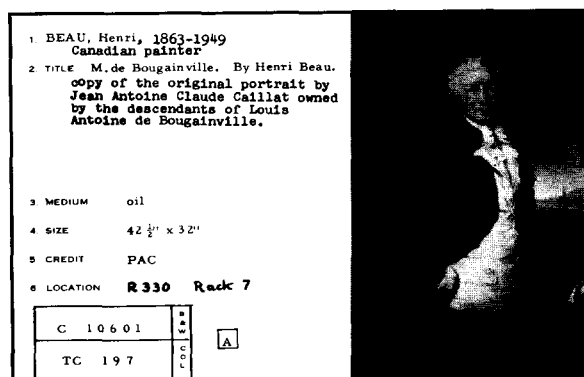 1. BEAU, Henri, 1863-1949
Canadian painter
2. TITLE M. de Bougainville. By Henri Beau.
copy of the original portrait by
Jean Antoine Claude Caillat owned
by the descendants of Louis
Antoine de Bougainville.
3. MEDIUM oil
4. SIZE 42 ½" x 32"
5 CREDIT PAC
6 LOCATION R 330 Rack 7
C 10601 B&W
A
TC 197 COL